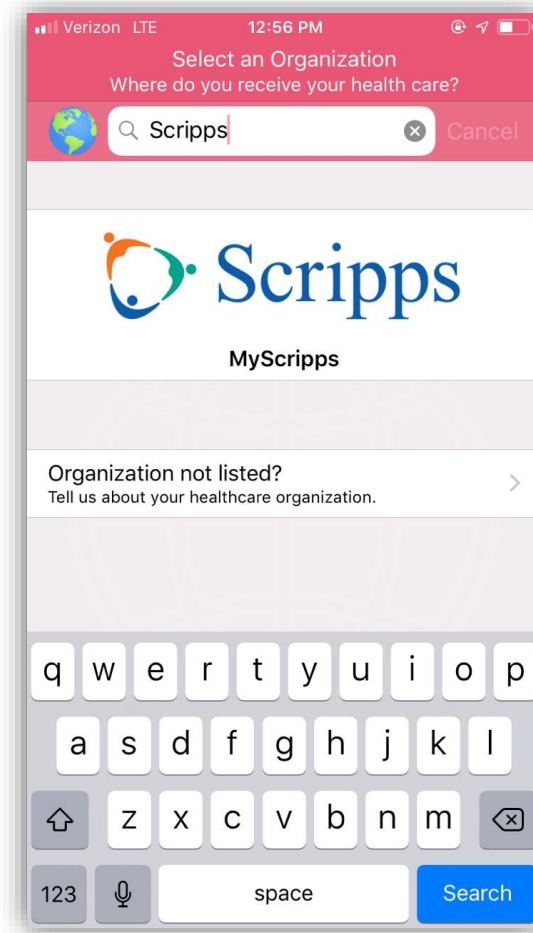 Verizon LTE 12:56 PM
Select an Organization
Where do you receive your health care?
Scripps Cancel
Scripps
MyScripps
Organization not listed?
Tell us about your healthcare organization.
q w e r t y u i o p
a s d f g h j k l
z x c v b n m
123 space Search